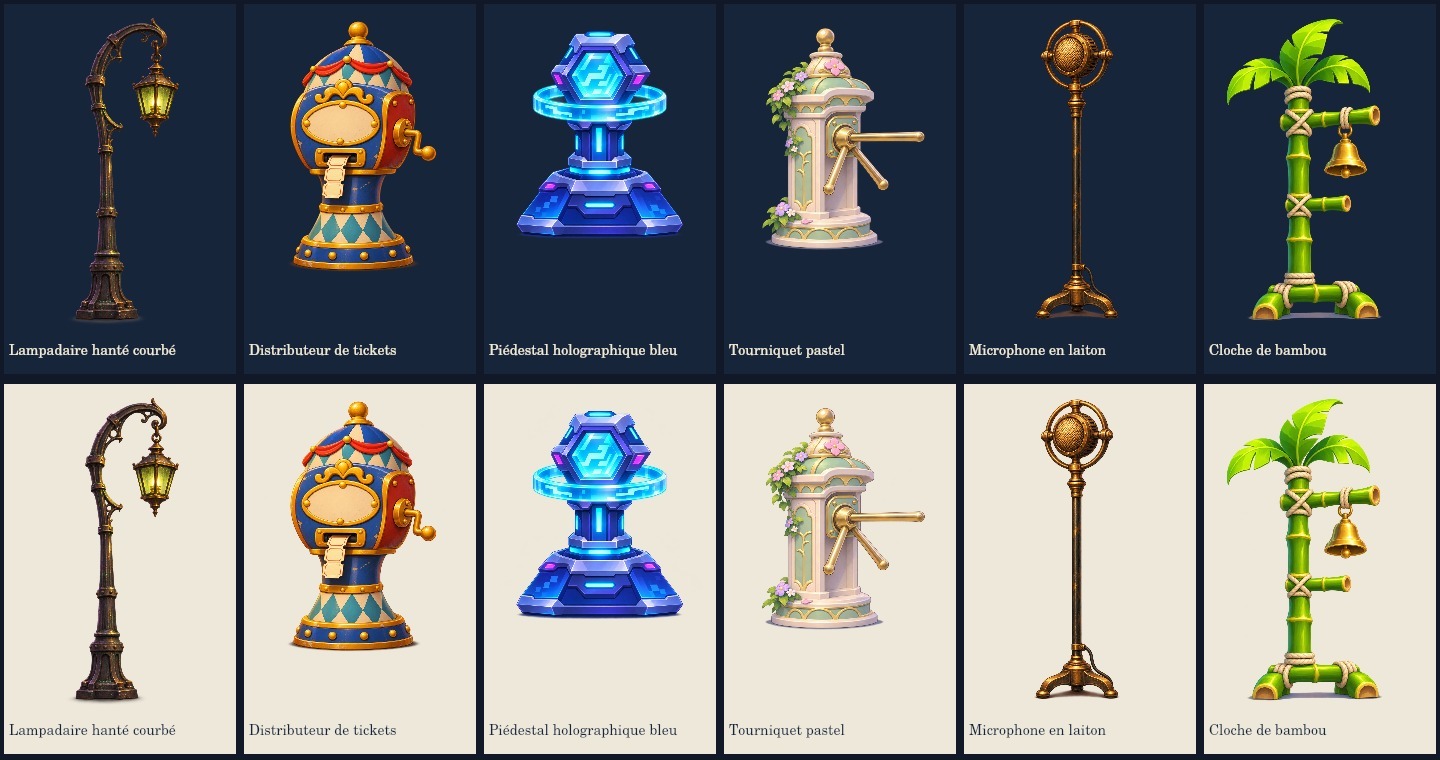 Lampadaire hanté courbé
Distributeur de tickets
Piédestal holographique bleu
Tourniquet pastel
Microphone en laiton
Cloche de bambou
Lampadaire hanté courbé
Distributeur de tickets
Piédestal holographique bleu
Tourniquet pastel
Microphone en laiton
Cloche de bambou